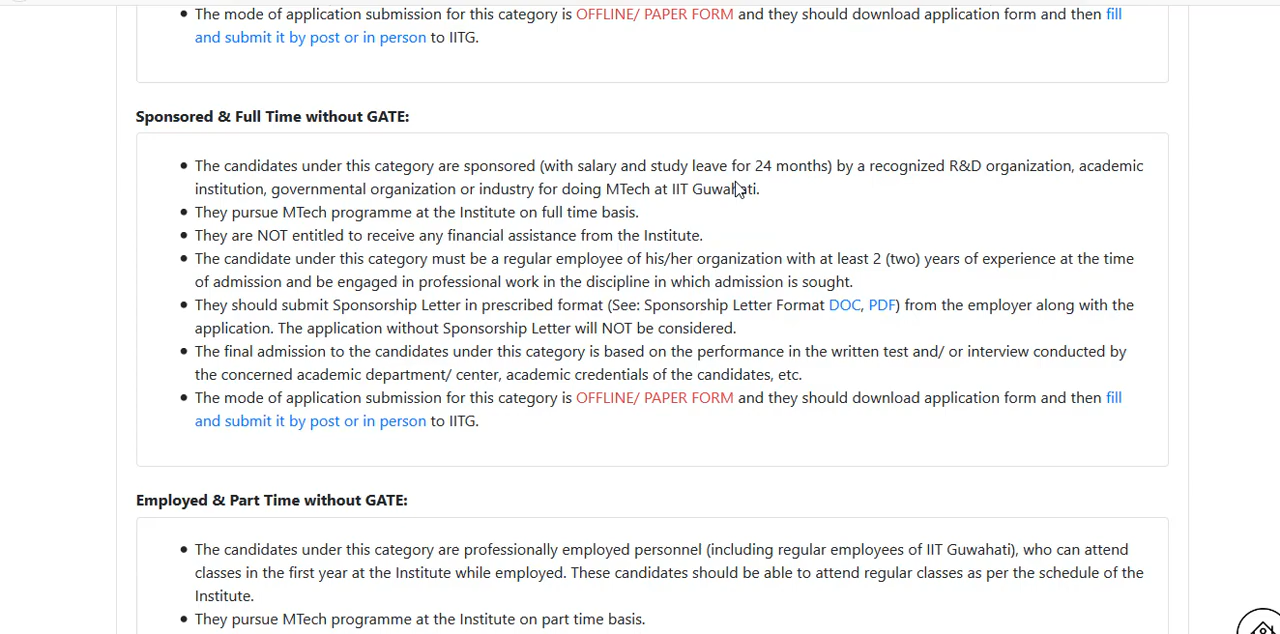 The mode of application submission for this category is OFFLINE/ PAPER FORM and they should download application form and then fill
and submit it by post or in person to IITG.
Sponsored & Full Time without GATE:
The candidates under this category are sponsored (with salary and study leave for 24 months) by a recognized R&D organization, academic
institution, governmental organization or industry for doing MTech at IIT Guwahati.
They pursue MTech programme at the Institute on full time basis.
They are NOT entitled to receive any financial assistance from the Institute.
The candidate under this category must be a regular employee of his/her organization with at least 2 (two) years of experience at the time
of admission and be engaged in professional work in the discipline in which admission is sought.
They should submit Sponsorship Letter in prescribed format (See: Sponsorship Letter Format DOC, PDF) from the employer along with the
application. The application without Sponsorship Letter will NOT be considered.
The final admission to the candidates under this category is based on the performance in the written test and/ or interview conducted by
the concerned academic department/ center, academic credentials of the candidates, etc.
The mode of application submission for this category is OFFLINE/ PAPER FORM and they should download application form and then fill
and submit it by post or in person to IITG.
Employed & Part Time without GATE:
The candidates under this category are professionally employed personnel (including regular employees of IIT Guwahati), who can attend
classes in the first year at the Institute while employed. These candidates should be able to attend regular classes as per the schedule of the
Institute.
They pursue MTech programme at the Institute on part time basis.